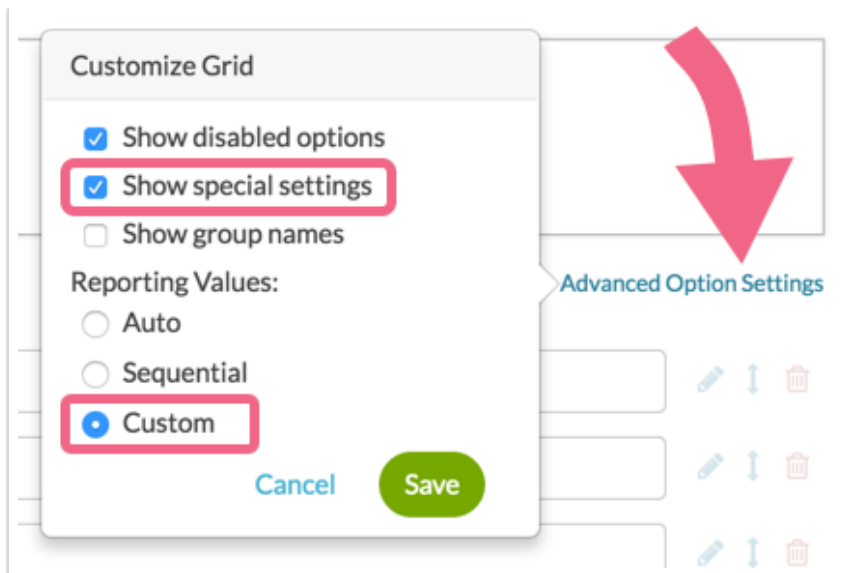 Customize Grid
Show disabled options
Show special settings
Show group names
Reporting Values:
Advanced Option Settings
Auto
Sequential
Custom
Cancel
Save